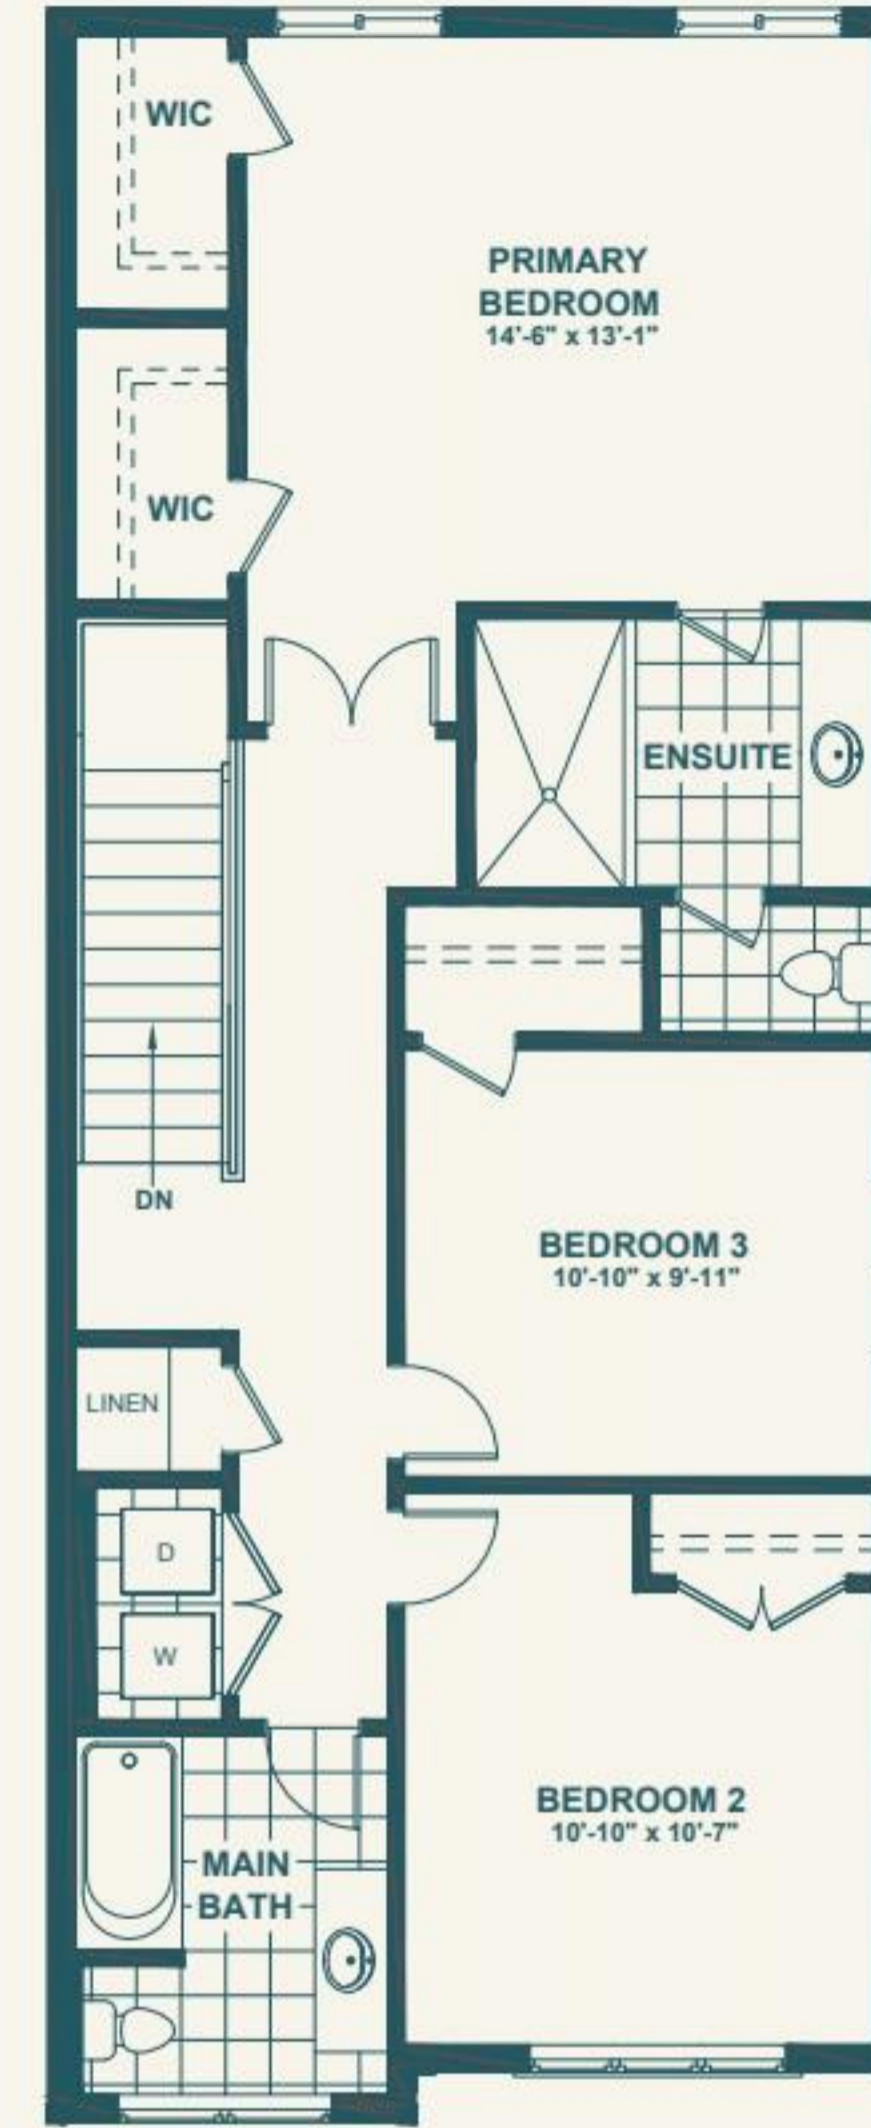 WIC
PRIMARY
BEDROOM
14'-6" x 13'-1"
WIC
ENSUITE
DN
BEDROOM 3
10'-10" x 9'-11"
LINEN
D
W
BEDROOM 2
10'-10" x 10'-7"
MAIN
BATH